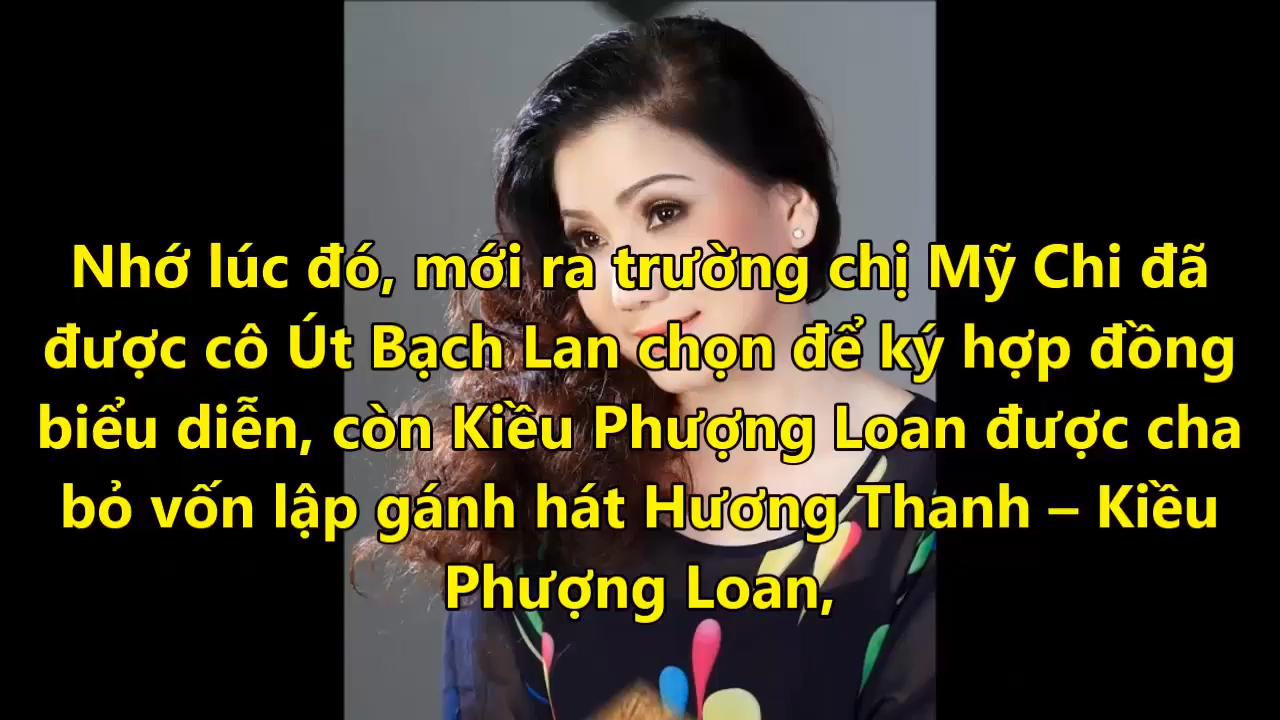 Nhớ lúc đó, mới ra trường chị Mỹ Chi đã
được cô Út Bạch Lan chọn để ký hợp đồng
biểu diễn, còn Kiều Phượng Loan được cha
bỏ vốn lập gánh hát Hương Thanh – Kiều
Phượng Loan,